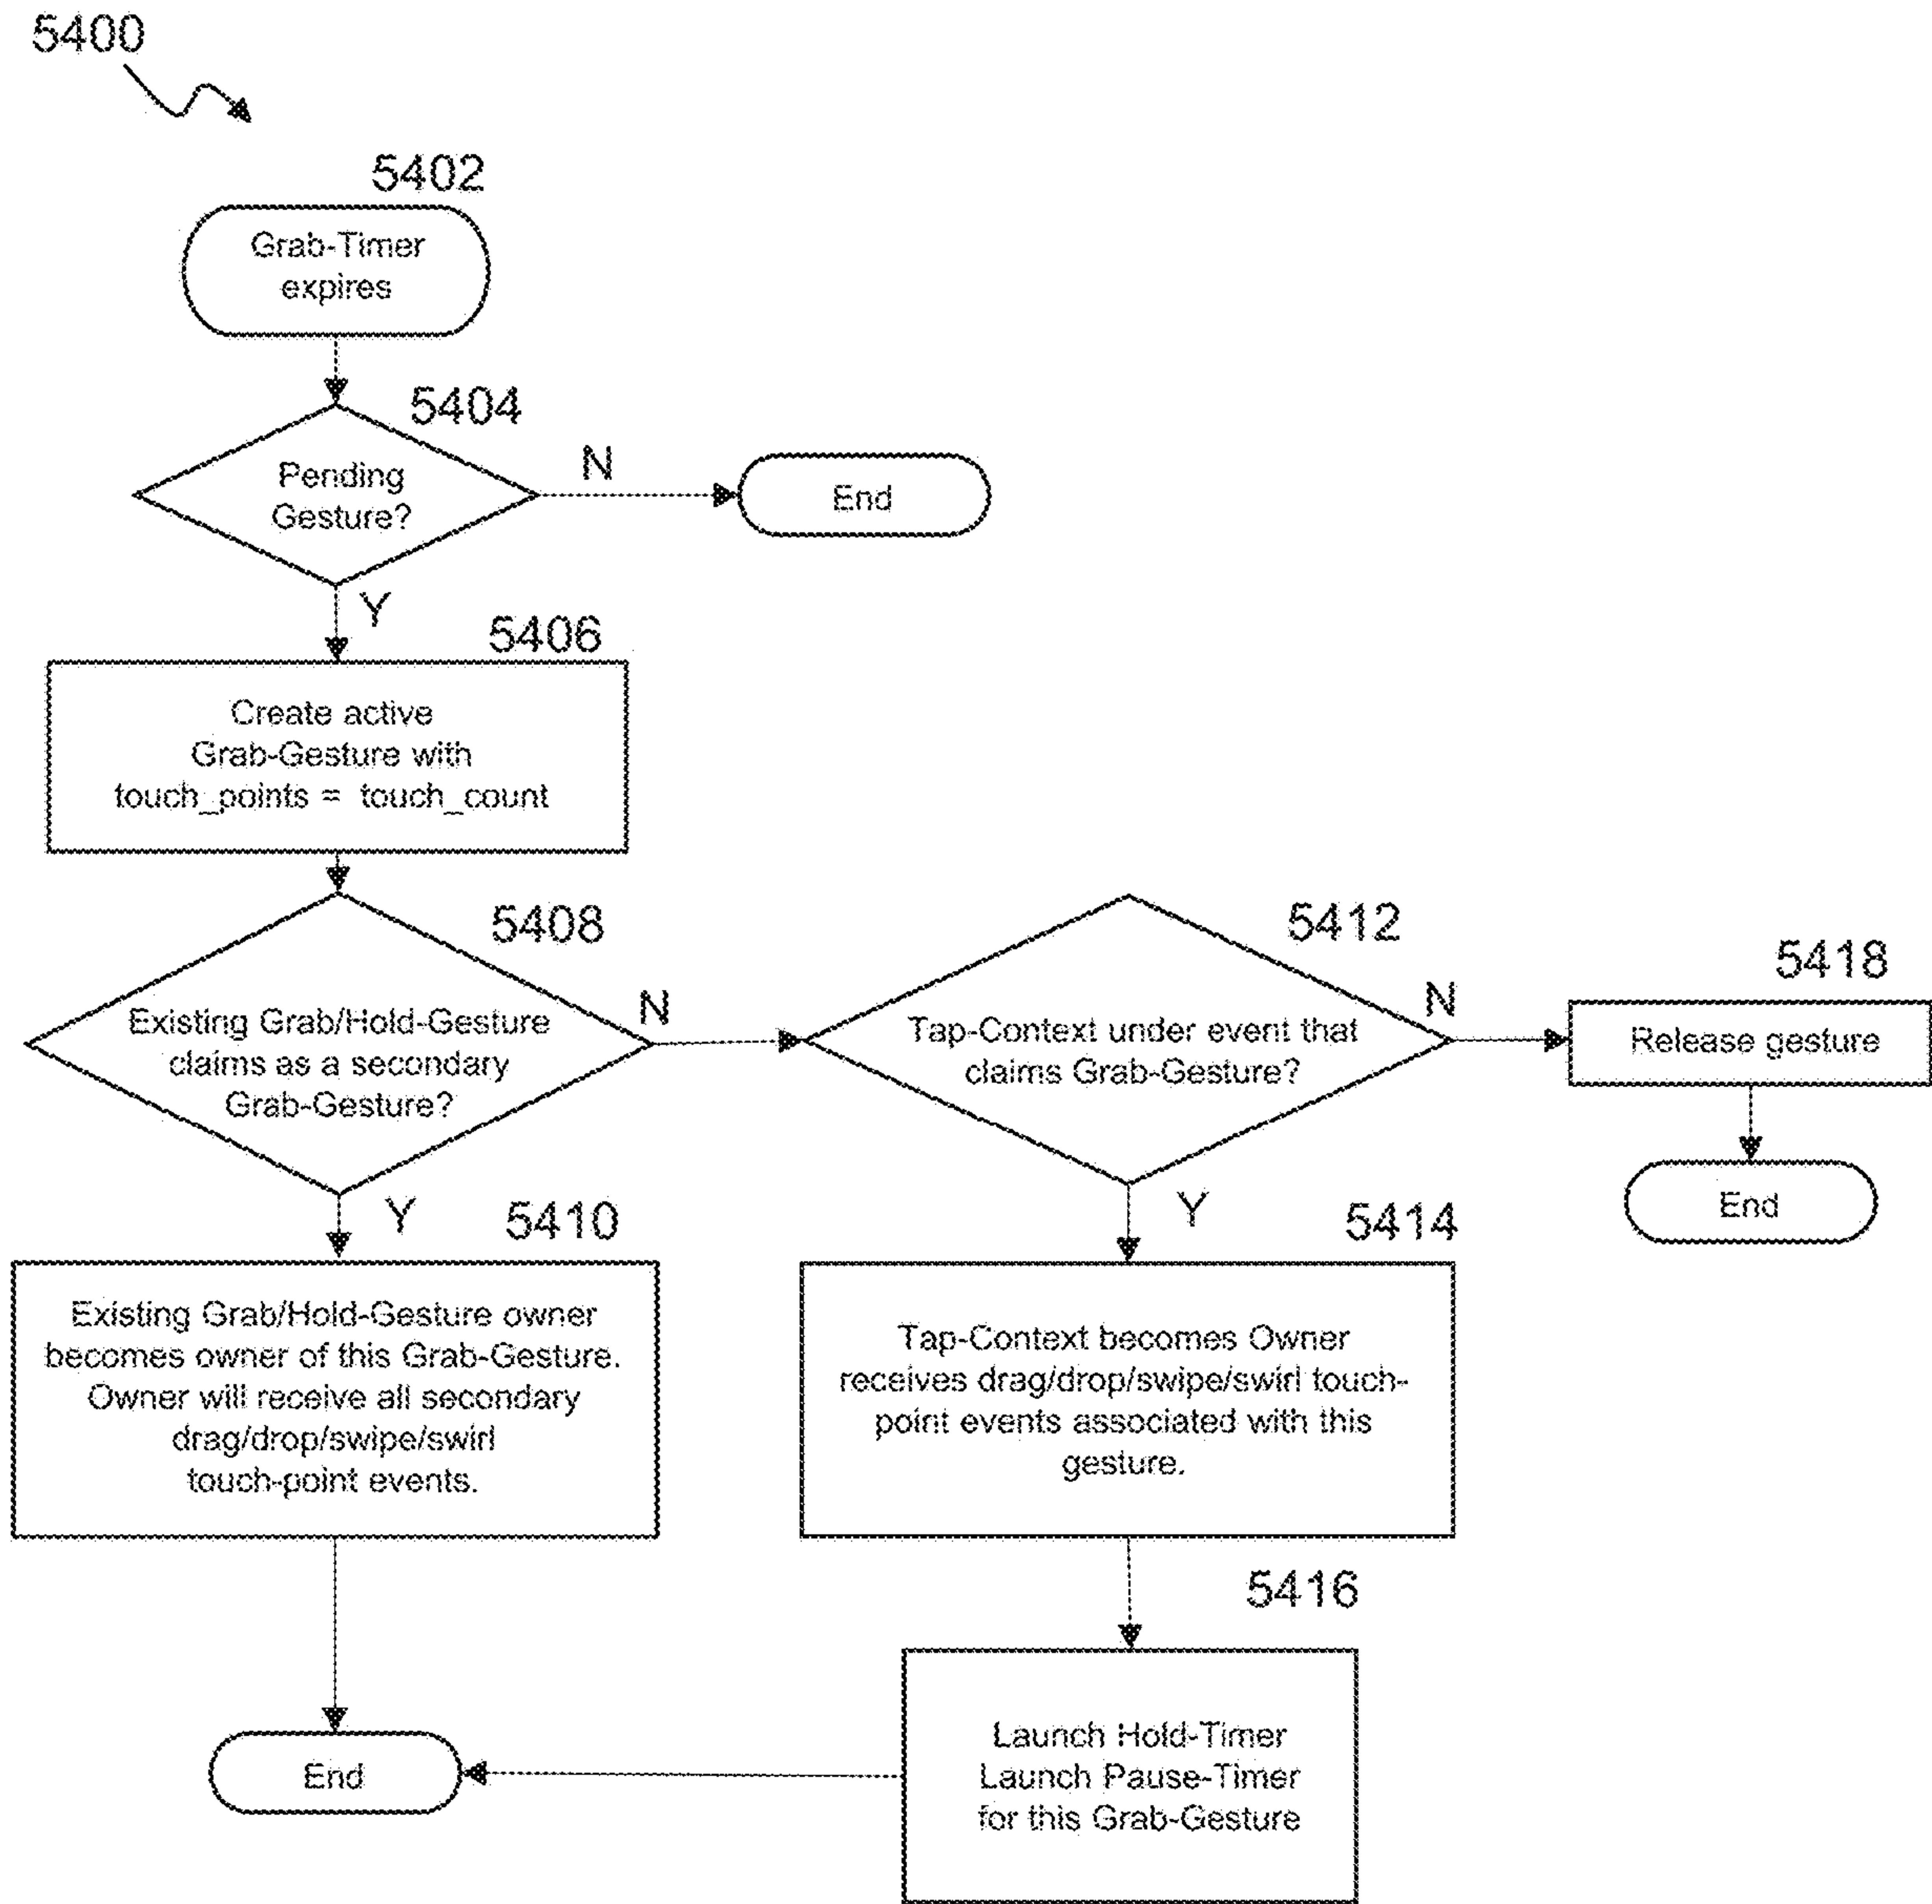 5400
5402
Grab-Timer
expires
5404
Pending
Gesture?
N
End
Y
5406
Create active
Grab-Gesture with
touch_points = touch_count
5408
Existing Grab/Hold-Gesture
claims as a secondary
Grab-Gesture?
N
5412
Tap-Context under event that
claims Grab-Gesture?
N
5418
Release gesture
End
Y
5410
Existing Grab/Hold-Gesture owner
becomes owner of this Grab-Gesture.
Owner will receive all secondary
drag/drop/swipe/swirl
touch-point events.
Y
5414
Tap-Context becomes Owner
receives drag/drop/swipe/swirl touch-
point events associated with this
gesture.
5416
Launch Hold-Timer
Launch Pause-Timer
for this Grab-Gesture
End